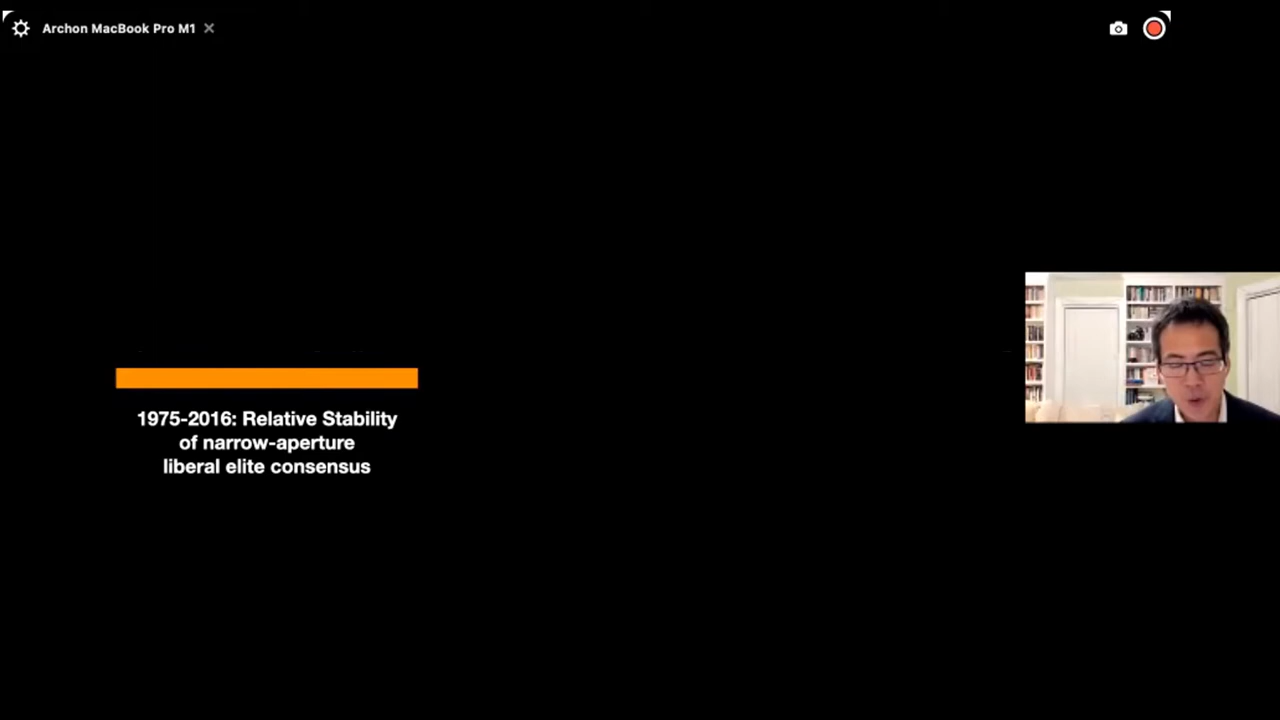 Archon MacBook Pro M1
1975-2016: Relative Stability
of narrow-aperture
liberal elite consensus